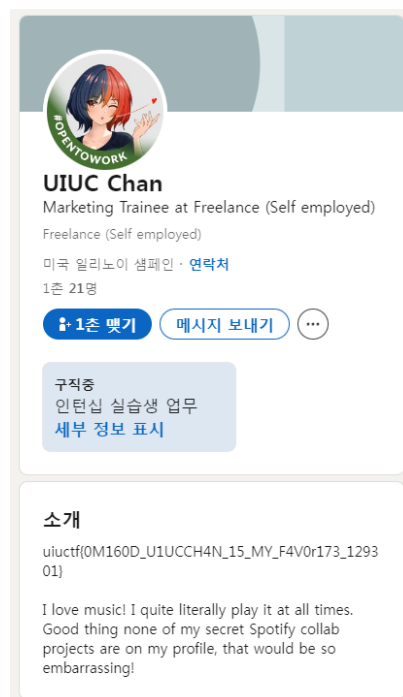 #OPENTOWORK
UIUC Chan
Marketing Trainee at Freelance (Self employed)
Freelance (Self employed)
미국 일리노이 섐페인 · 연락처
1촌 21명
1촌 맺기 메시지 보내기 ···
구직중
인턴십 실습생 업무
세부 정보 표시
소개
uiuctf{0M160D_U1UCCH4N_15_MY_F4V0r173_1293
01}
I love music! I quite literally play it at all times.
Good thing none of my secret Spotify collab
projects are on my profile, that would be so
embarrassing!